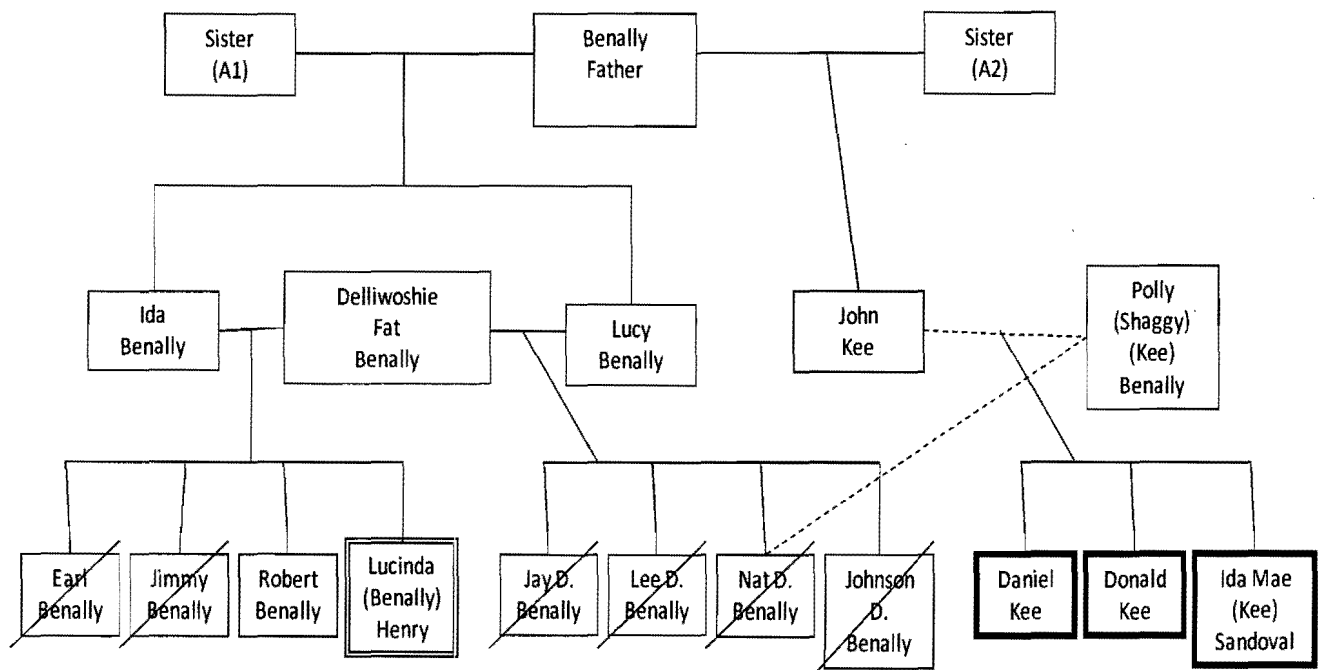 Sister
(A1)
Benally
Father
Sister
(A2)
Ida
Benally
Delliwoshie
Fat
Benally
Lucy
Benally
John
Kee
Polly
(Shaggy)
(Kee)
Benally
Earl
Benally
Jimmy
Benally
Robert
Benally
Lucinda
(Benally)
Henry
Jay D.
Benally
Lee D.
Benally
Nat D.
Benally
Johnson
D.
Benally
Daniel
Kee
Donald
Kee
Ida Mae
(Kee)
Sandoval